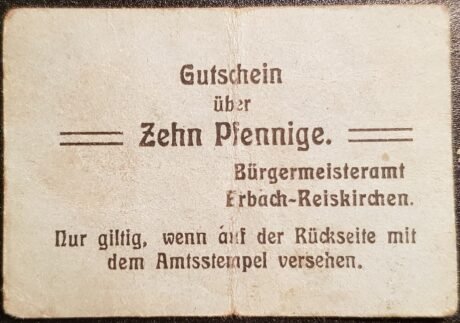 Gutschein
über
Zehn Pfennige.
Bürgermeisteramt
Erbach-Reiskirchen.
Nur giltig, wenn auf der Rückseite mit
dem Amtsstempel versehen.